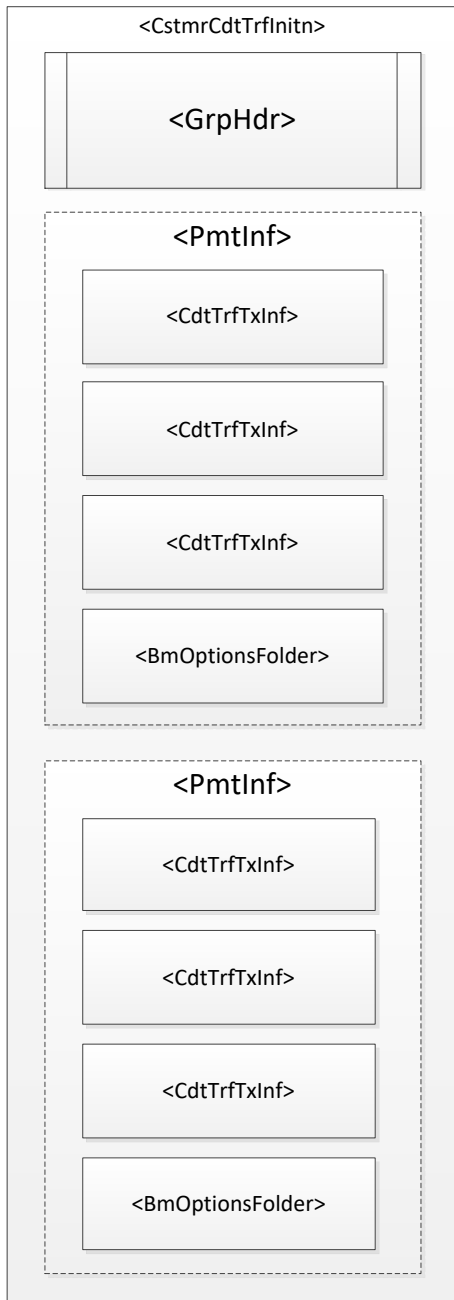 <CstmrCdtTrfInitn>
<GrpHdr>
<PmtInf>
<CdtTrfTxInf>
<CdtTrfTxInf>
<CdtTrfTxInf>
<BmOptionsFolder>
<PmtInf>
<CdtTrfTxInf>
<CdtTrfTxInf>
<CdtTrfTxInf>
<BmOptionsFolder>